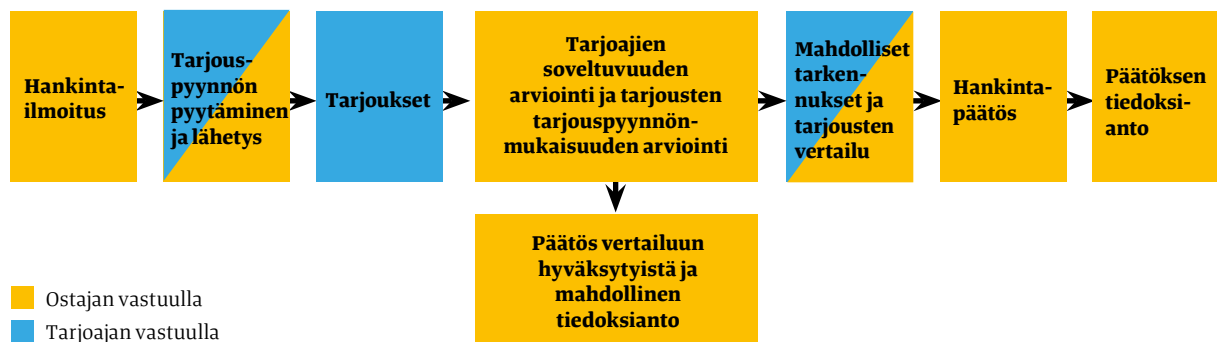 Hankinta-
ilmoitus
Tarjous-
pyynnön
pyytäminen
ja lähetys
Tarjoukset
Tarjoajien
soveltuvuuden
arviointi ja tarjousten
tarjouspyynnön-
mukaisuuden arviointi
Mahdolliset
tarken-
nukset ja
tarjousten
vertailu
Hankinta-
päätös
Päätöksen
tiedoksi-
anto
Päätös vertailuun
hyväksytyistä ja
mahdollinen
tiedoksianto
Ostajan vastuulla
Tarjoajan vastuulla